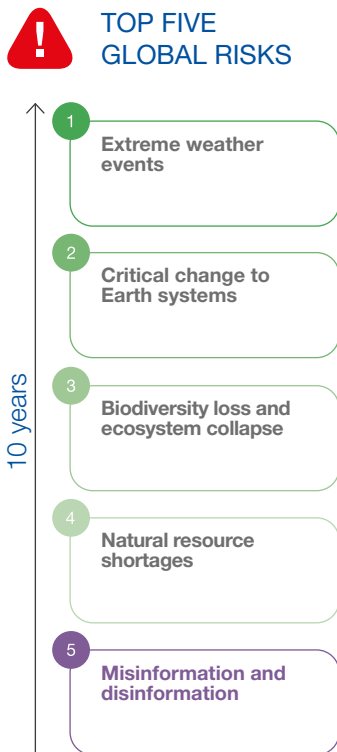 !
TOP FIVE
GLOBAL RISKS
1
Extreme weather
events
2
Critical change to
Earth systems
3
Biodiversity loss and
ecosystem collapse
4
Natural resource
shortages
5
Misinformation and
disinformation
10 years